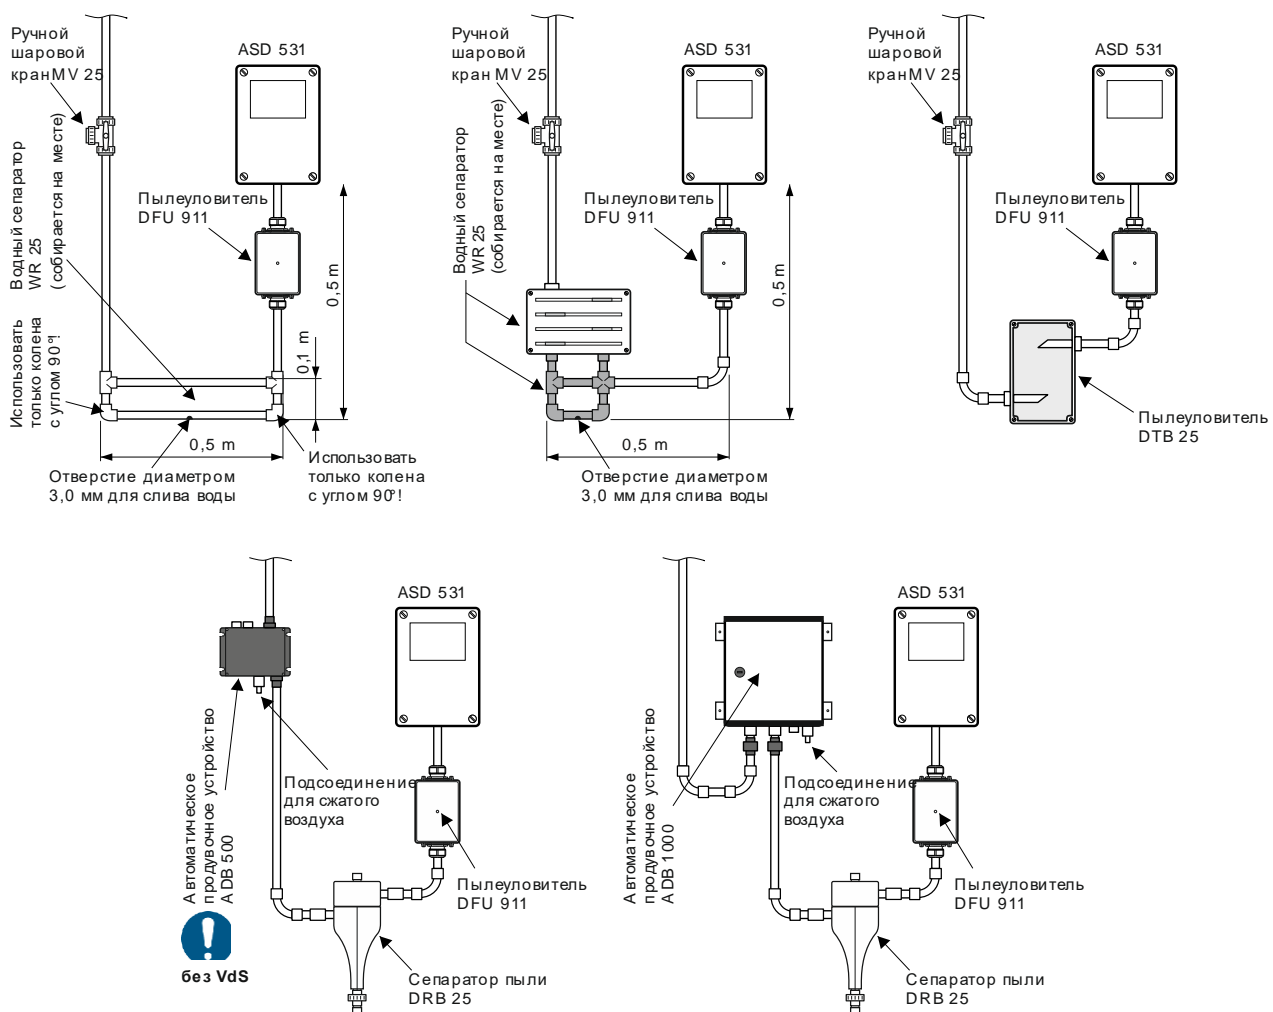 Ручной
шаровой
кран MV 25
ASD 531
Водный сепаратор
WR 25
(собирается на месте)
Пылеуловитель
DFU 911
0,5 m
0,1 m
Использовать
только колена
с углом 90°!
0,5 m
Отверстие диаметром
3,0 мм для слива воды
Использовать
только колена
с углом 90°!
Ручной
шаровой
кран MV 25
ASD 531
Водный сепаратор
WR 25
(собирается на месте)
Пылеуловитель
DFU 911
0,5 m
0,5 m
Отверстие диаметром
3,0 мм для слива воды
Ручной
шаровой
кран MV 25
ASD 531
Пылеуловитель
DFU 911
Пылеуловитель
DTB 25
ASD 531
Автоматическое
продувочное устройство
ADB 500
Подсоединение
для сжатого
воздуха
Пылеуловитель
DFU 911
без VdS
Сепаратор пыли
DRB 25
ASD 531
Автоматическое
продувочное устройство
ADB 1000
Подсоединение
для сжатого
воздуха
Пылеуловитель
DFU 911
Сепаратор пыли
DRB 25